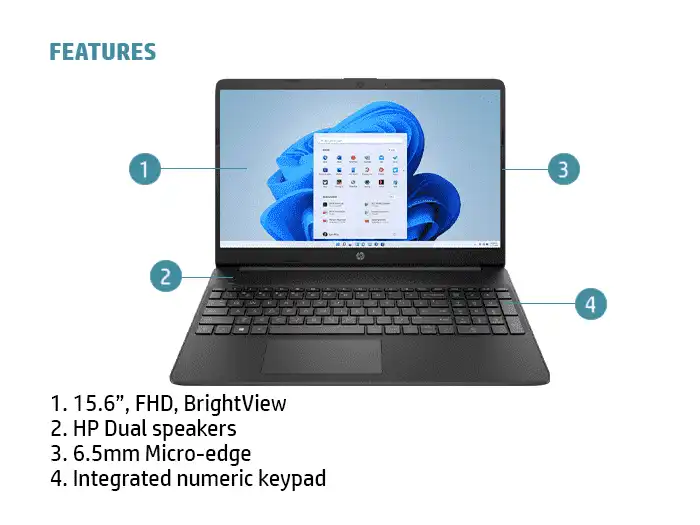 FEATURES
1
3
2
4
hp
1. 15.6”, FHD, BrightView
2. HP Dual speakers
3. 6.5mm Micro-edge
4. Integrated numeric keypad